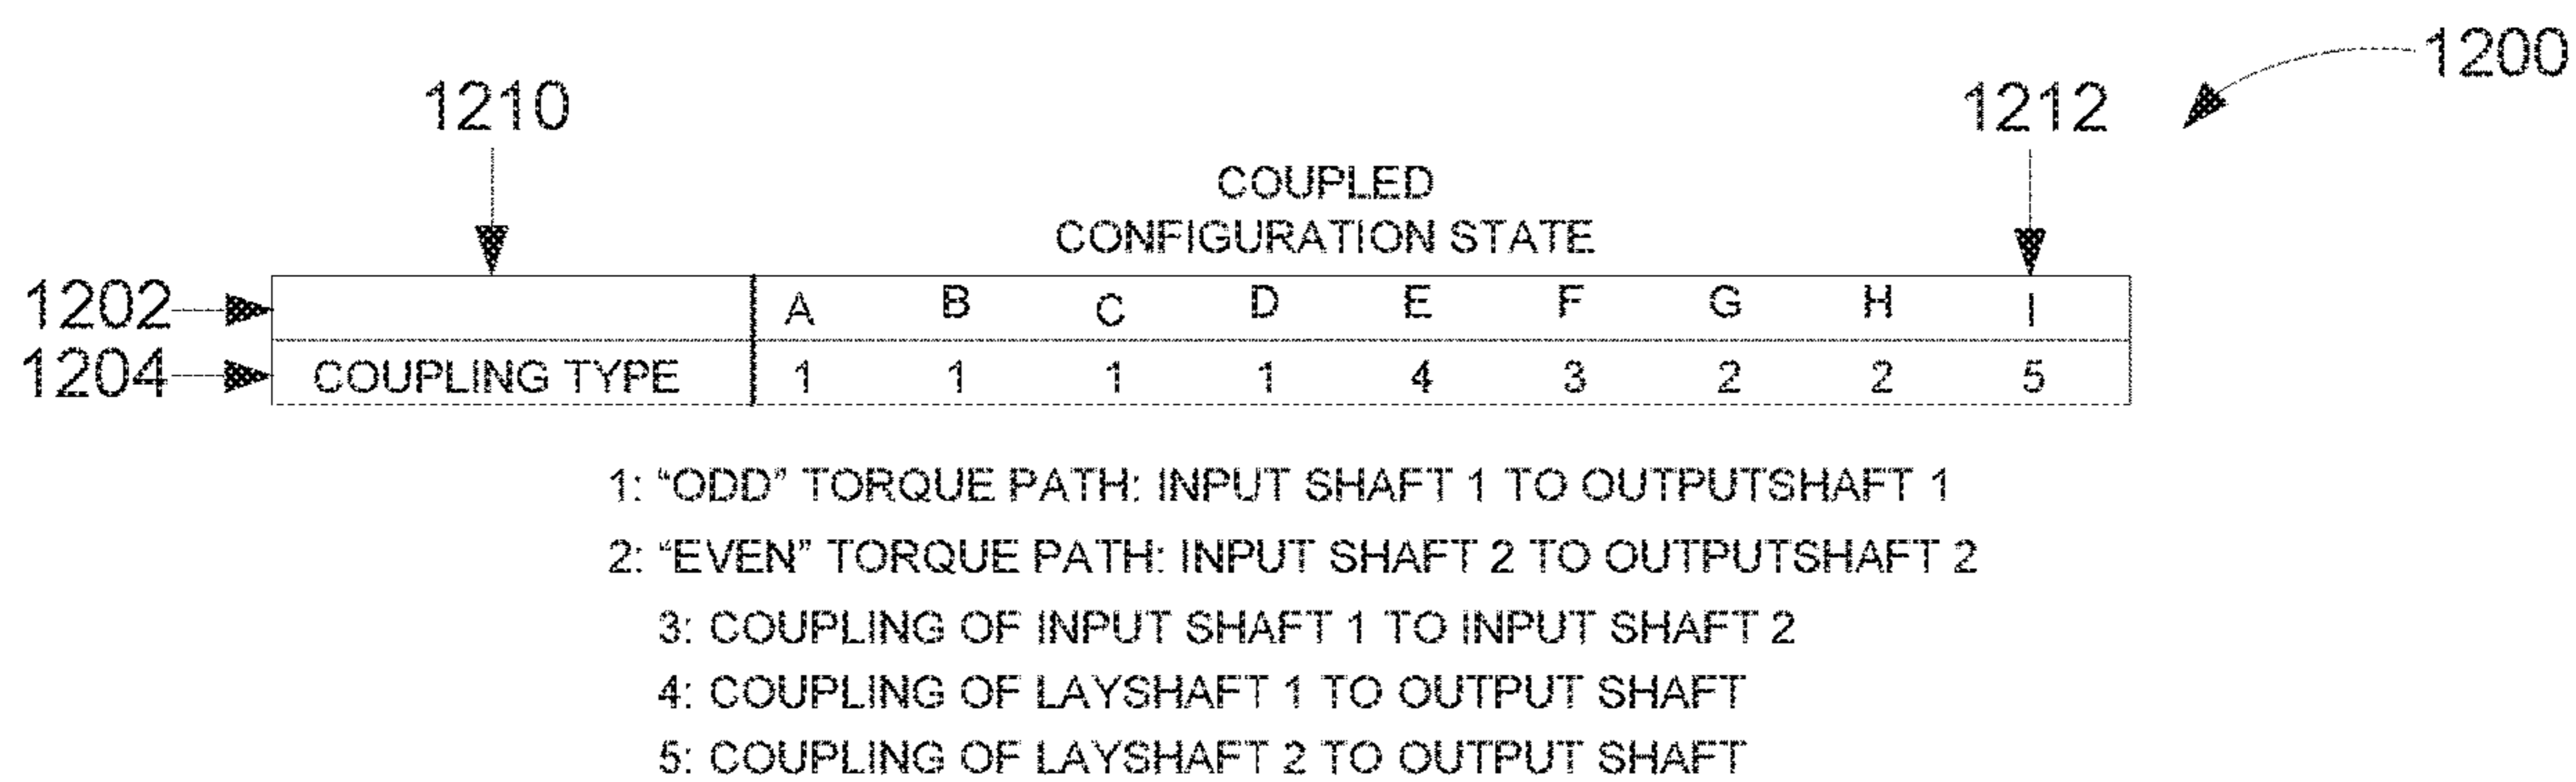 1200
1210 1212
COUPLED
CONFIGURATION STATE
1202 A B C D E F G H I
1204 COUPLING TYPE 1 1 1 1 4 3 2 2 5
1: "ODD" TORQUE PATH: INPUT SHAFT 1 TO OUTPUTSHAFT 1
2: "EVEN" TORQUE PATH: INPUT SHAFT 2 TO OUTPUTSHAFT 2
3: COUPLING OF INPUT SHAFT 1 TO INPUT SHAFT 2
4: COUPLING OF LAYSHAFT 1 TO OUTPUT SHAFT
5: COUPLING OF LAYSHAFT 2 TO OUTPUT SHAFT